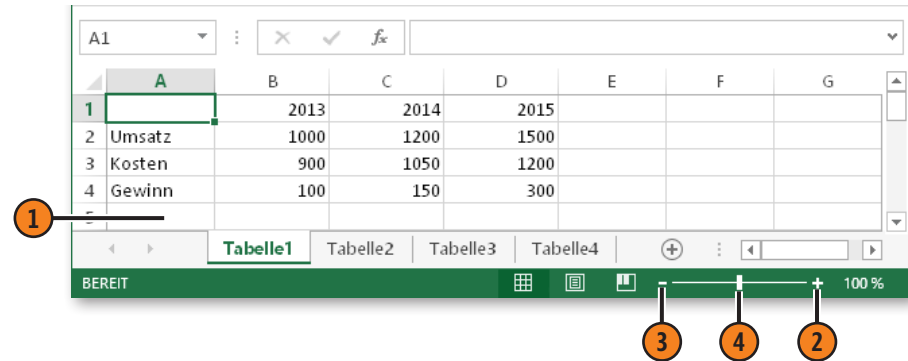 A1 fx
A B C D E F G
1 2013 2014 2015
2 Umsatz 1000 1200 1500
3 Kosten 900 1050 1200
4 Gewinn 100 150 300
1
Tabelle1 Tabelle2 Tabelle3 Tabelle4
BEREIT 100 %
3 4 2